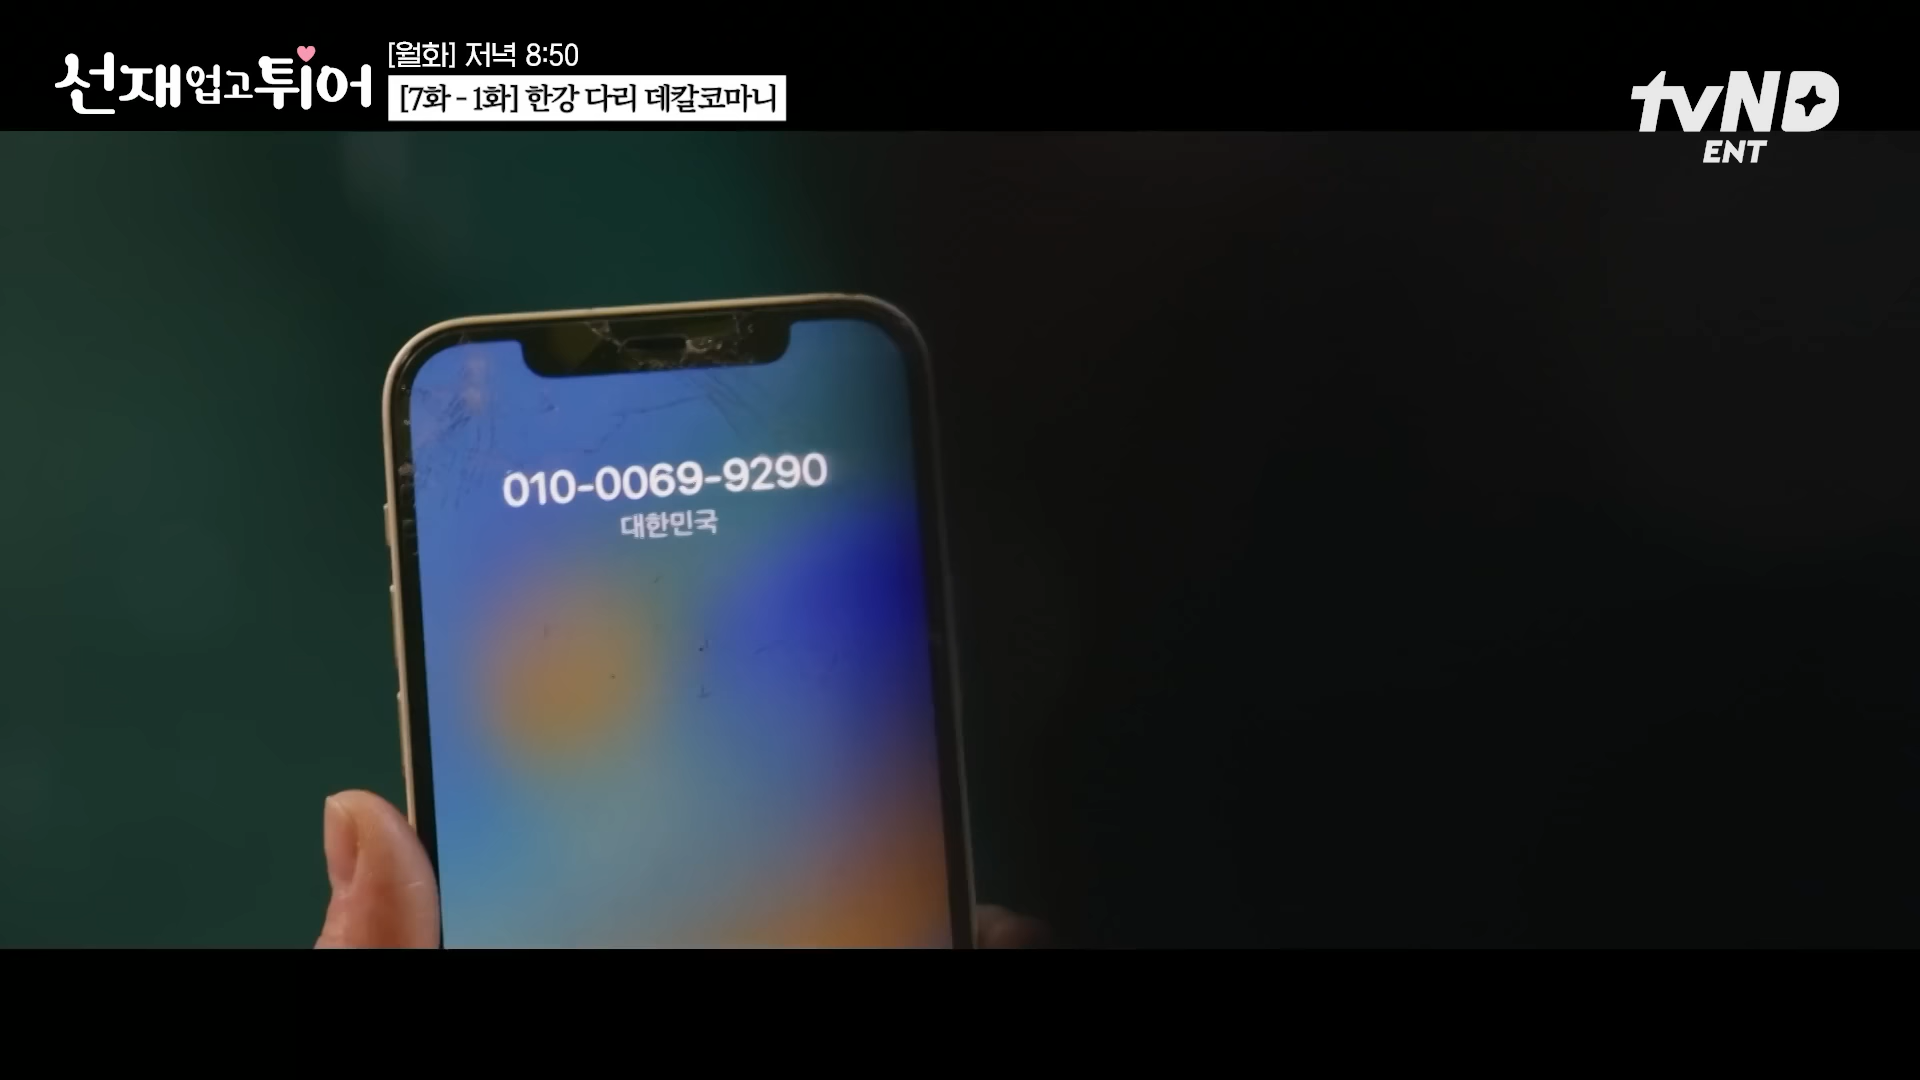 선재 업고 튀어
[월화] 저녁 8:50
[7화 - 1화] 한강 다리 데칼코마니
tvND
ENT
010-0069-9290
대한민국